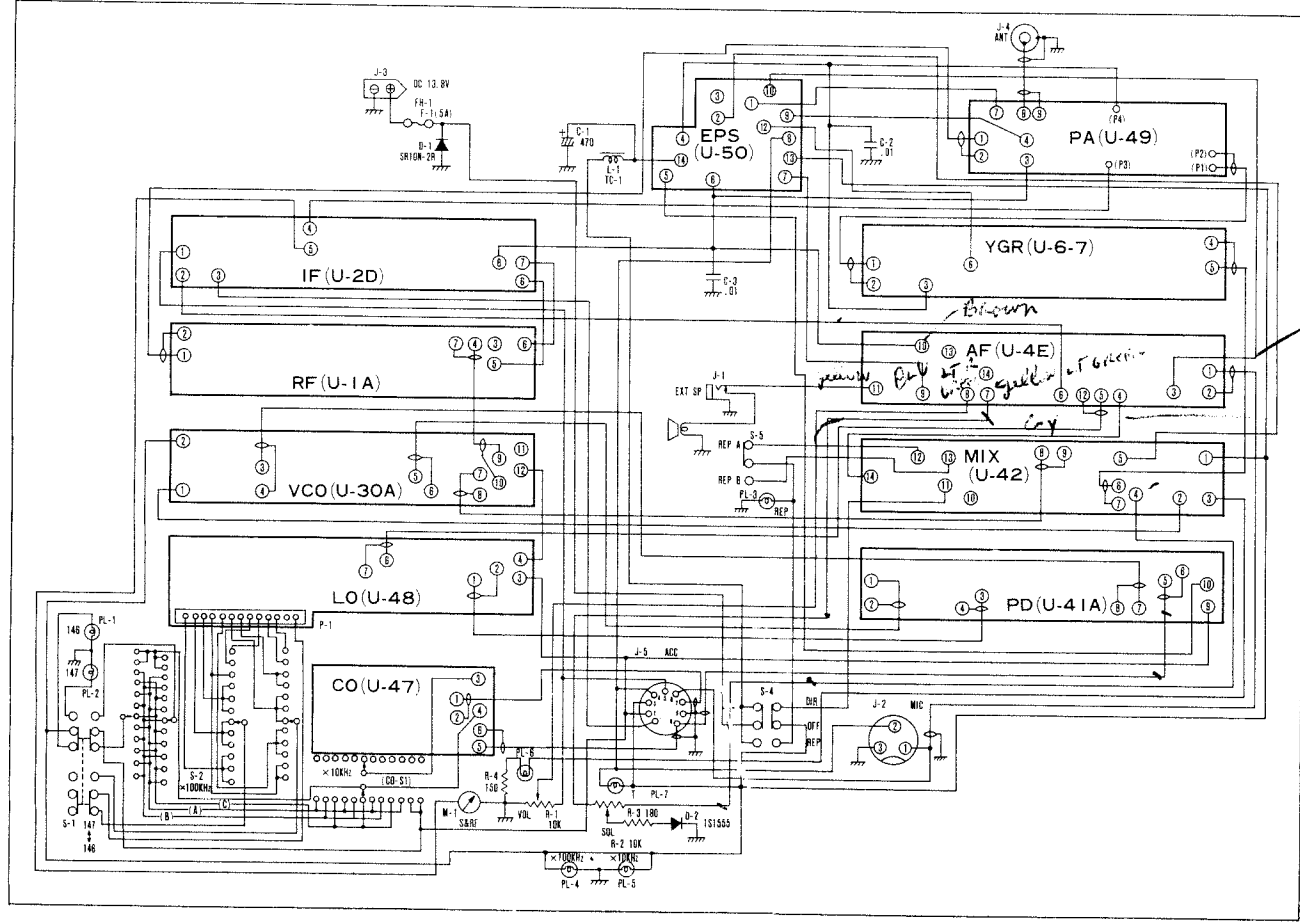 J-4
ANT
J-3
DC 13.8V
FH-1
F-1(5A)
D-1
SR1ON-2R
C-1
470
L-1
TC-1
EPS
(U-50)
C-2
.01
PA(U-49)
(P4)
(P3)
(P2)
(P1)
IF(U-2D)
C-3
.01
YGR(U-6-7)
Brown
RF(U-1A)
AF(U-4E)
J-1
EXT SP
S-5
REP A
REP B
PL-3
REP
VCO(U-30A)
MIX
(U-42)
LO(U-48)
P-1
PD(U-41A)
PL-1
146
147
PL-2
J-5 ACC
CO(U-47)
S-4
DIR
OFF
REP
J-2 MIC
S-2
×100KHz
×10KHz
(CO-S1)
PL-6
R-4
150
(A)
(B)
(C)
M-1
S&RF
VOL
R-1
10K
PL-7
SQL
R-3 180
D-2
1S1555
R-2 10K
S-1
147
146
×100KHz
×10KHz
PL-4
PL-5